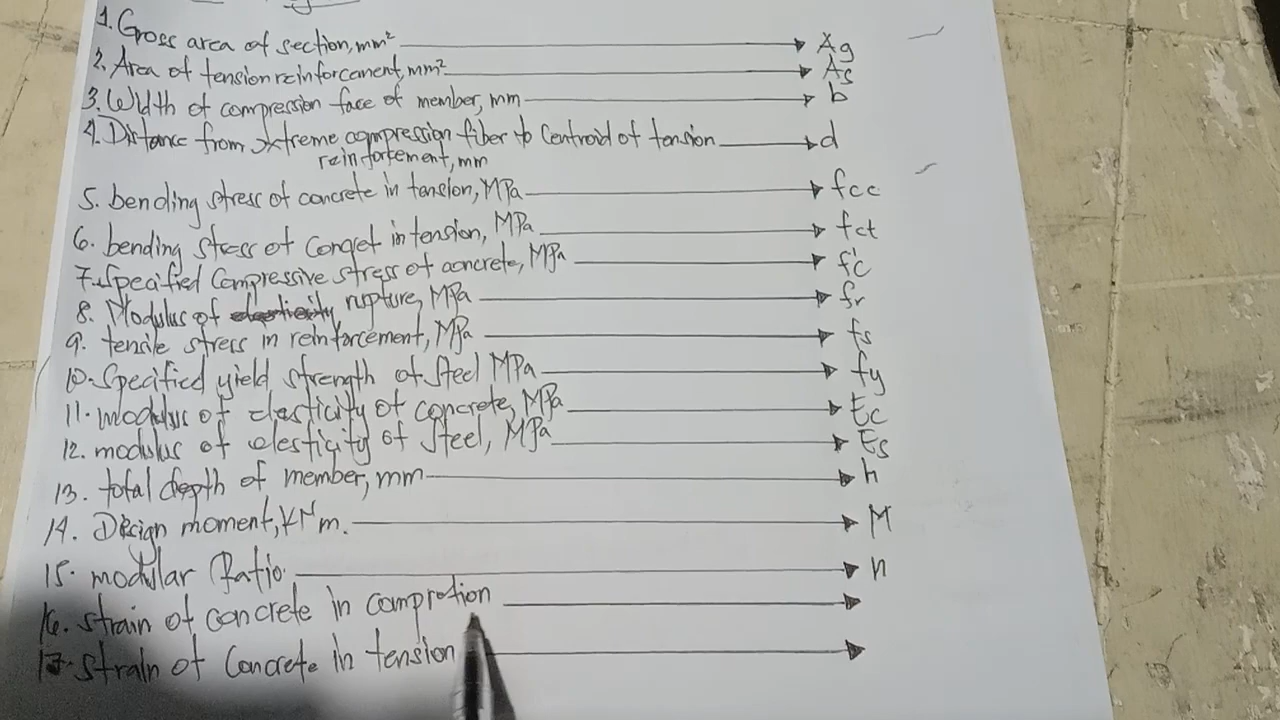 1. Gross area of section, mm² Ag
2. Area of tension reinforcement, mm² As
3. Width of compression face of member, mm b
4. Distance from extreme compression fiber to Centroid of tension d
reinforcement, mm
5. bending stress of concrete in tension, MPa fcc
6. bending stress of Concret in tension, MPa fct
7. Specified Compressive stress of concrete, MPa f'c
8. Modulus of rupture, MPa fr
9. tensile stress in reinforcement, MPa fs
10. Specified yield strength of Steel MPa fy
11. modulus of elasticity of concrete, MPa Ec
12. modulus of elesticity of Steel, MPa Es
13. total depth of member, mm h
14. Design moment, KN m. M
15. modular Ratio. n
16. strain of concrete in compretion
17. strain of Concrete in tension